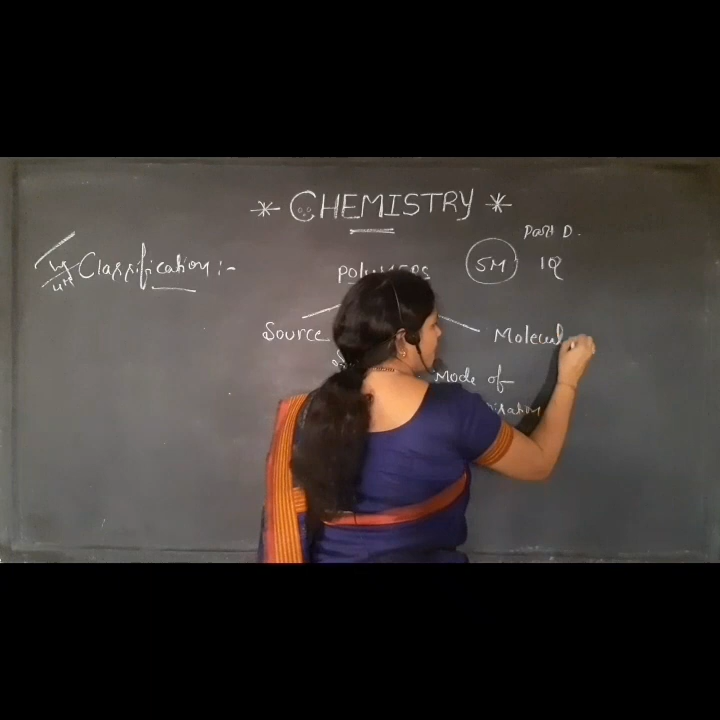 * CHEMISTRY *
Part D.
Classification :-
POLYMERS
5M
1Q
Source
Molecul
Mode of